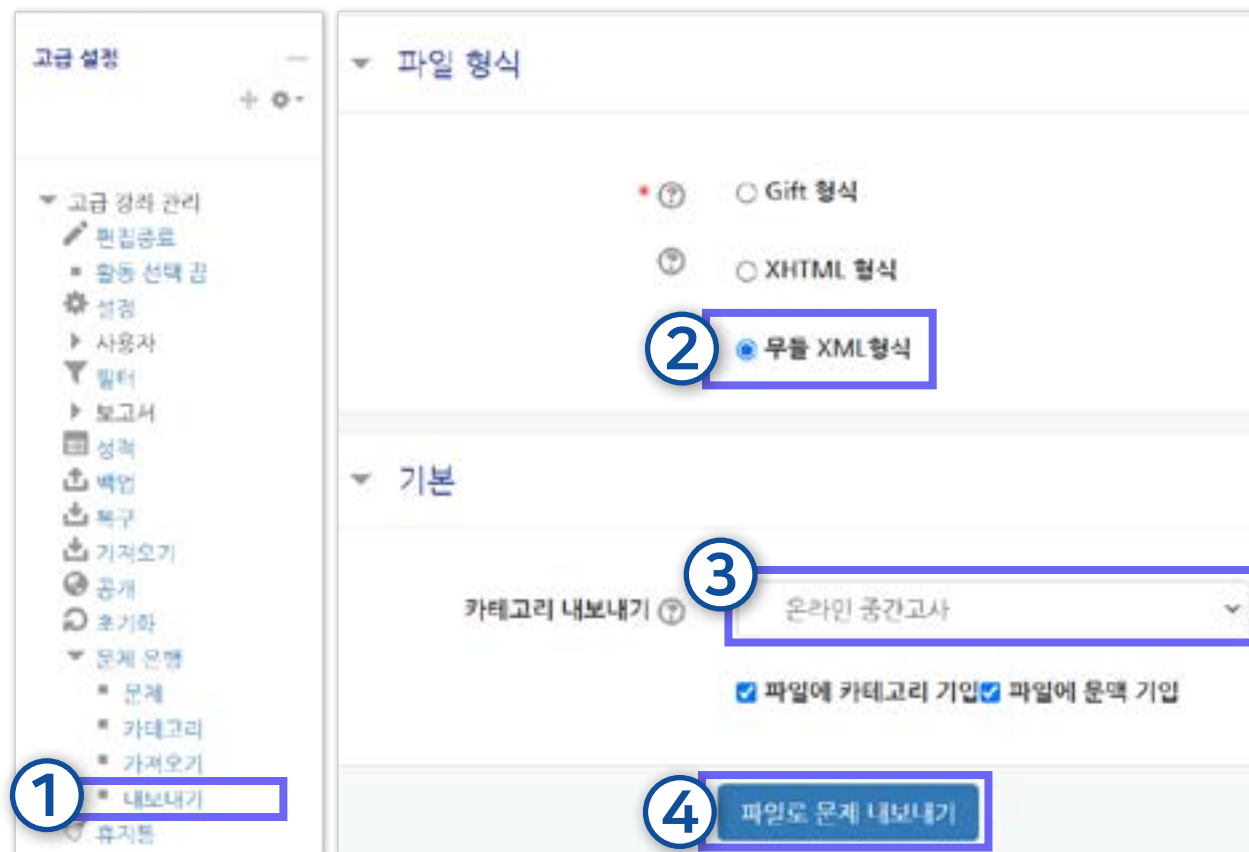 고급 설정
고급 강좌 관리
편집종료
활동 선택 끔
설정
사용자
필터
보고서
성적
백업
복구
가져오기
공개
초기화
문제 은행
문제
카테고리
가져오기
1
내보내기
휴지통
파일 형식
* ? Gift 형식
? XHTML 형식
2 무들 XML형식
기본
3
카테고리 내보내기 ? 온라인 중간고사
파일에 카테고리 기입 파일에 문맥 기입
4 파일로 문제 내보내기